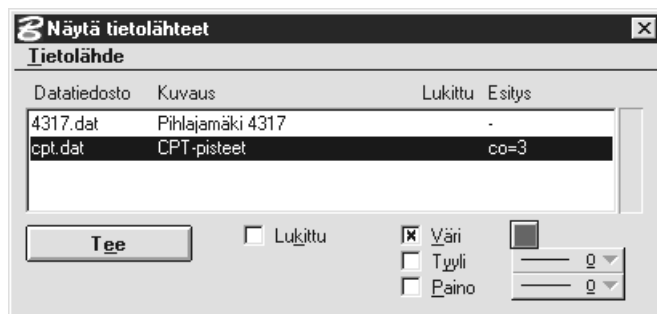 Näytä tietolähteet
Tietolähde
Datatiedosto Kuvaus Lukittu Esitys
4317.dat Pihlajamäki 4317 -
cpt.dat CPT-pisteet co=3
Tee Lukittu Väri
Tyyli 0
Paino 0